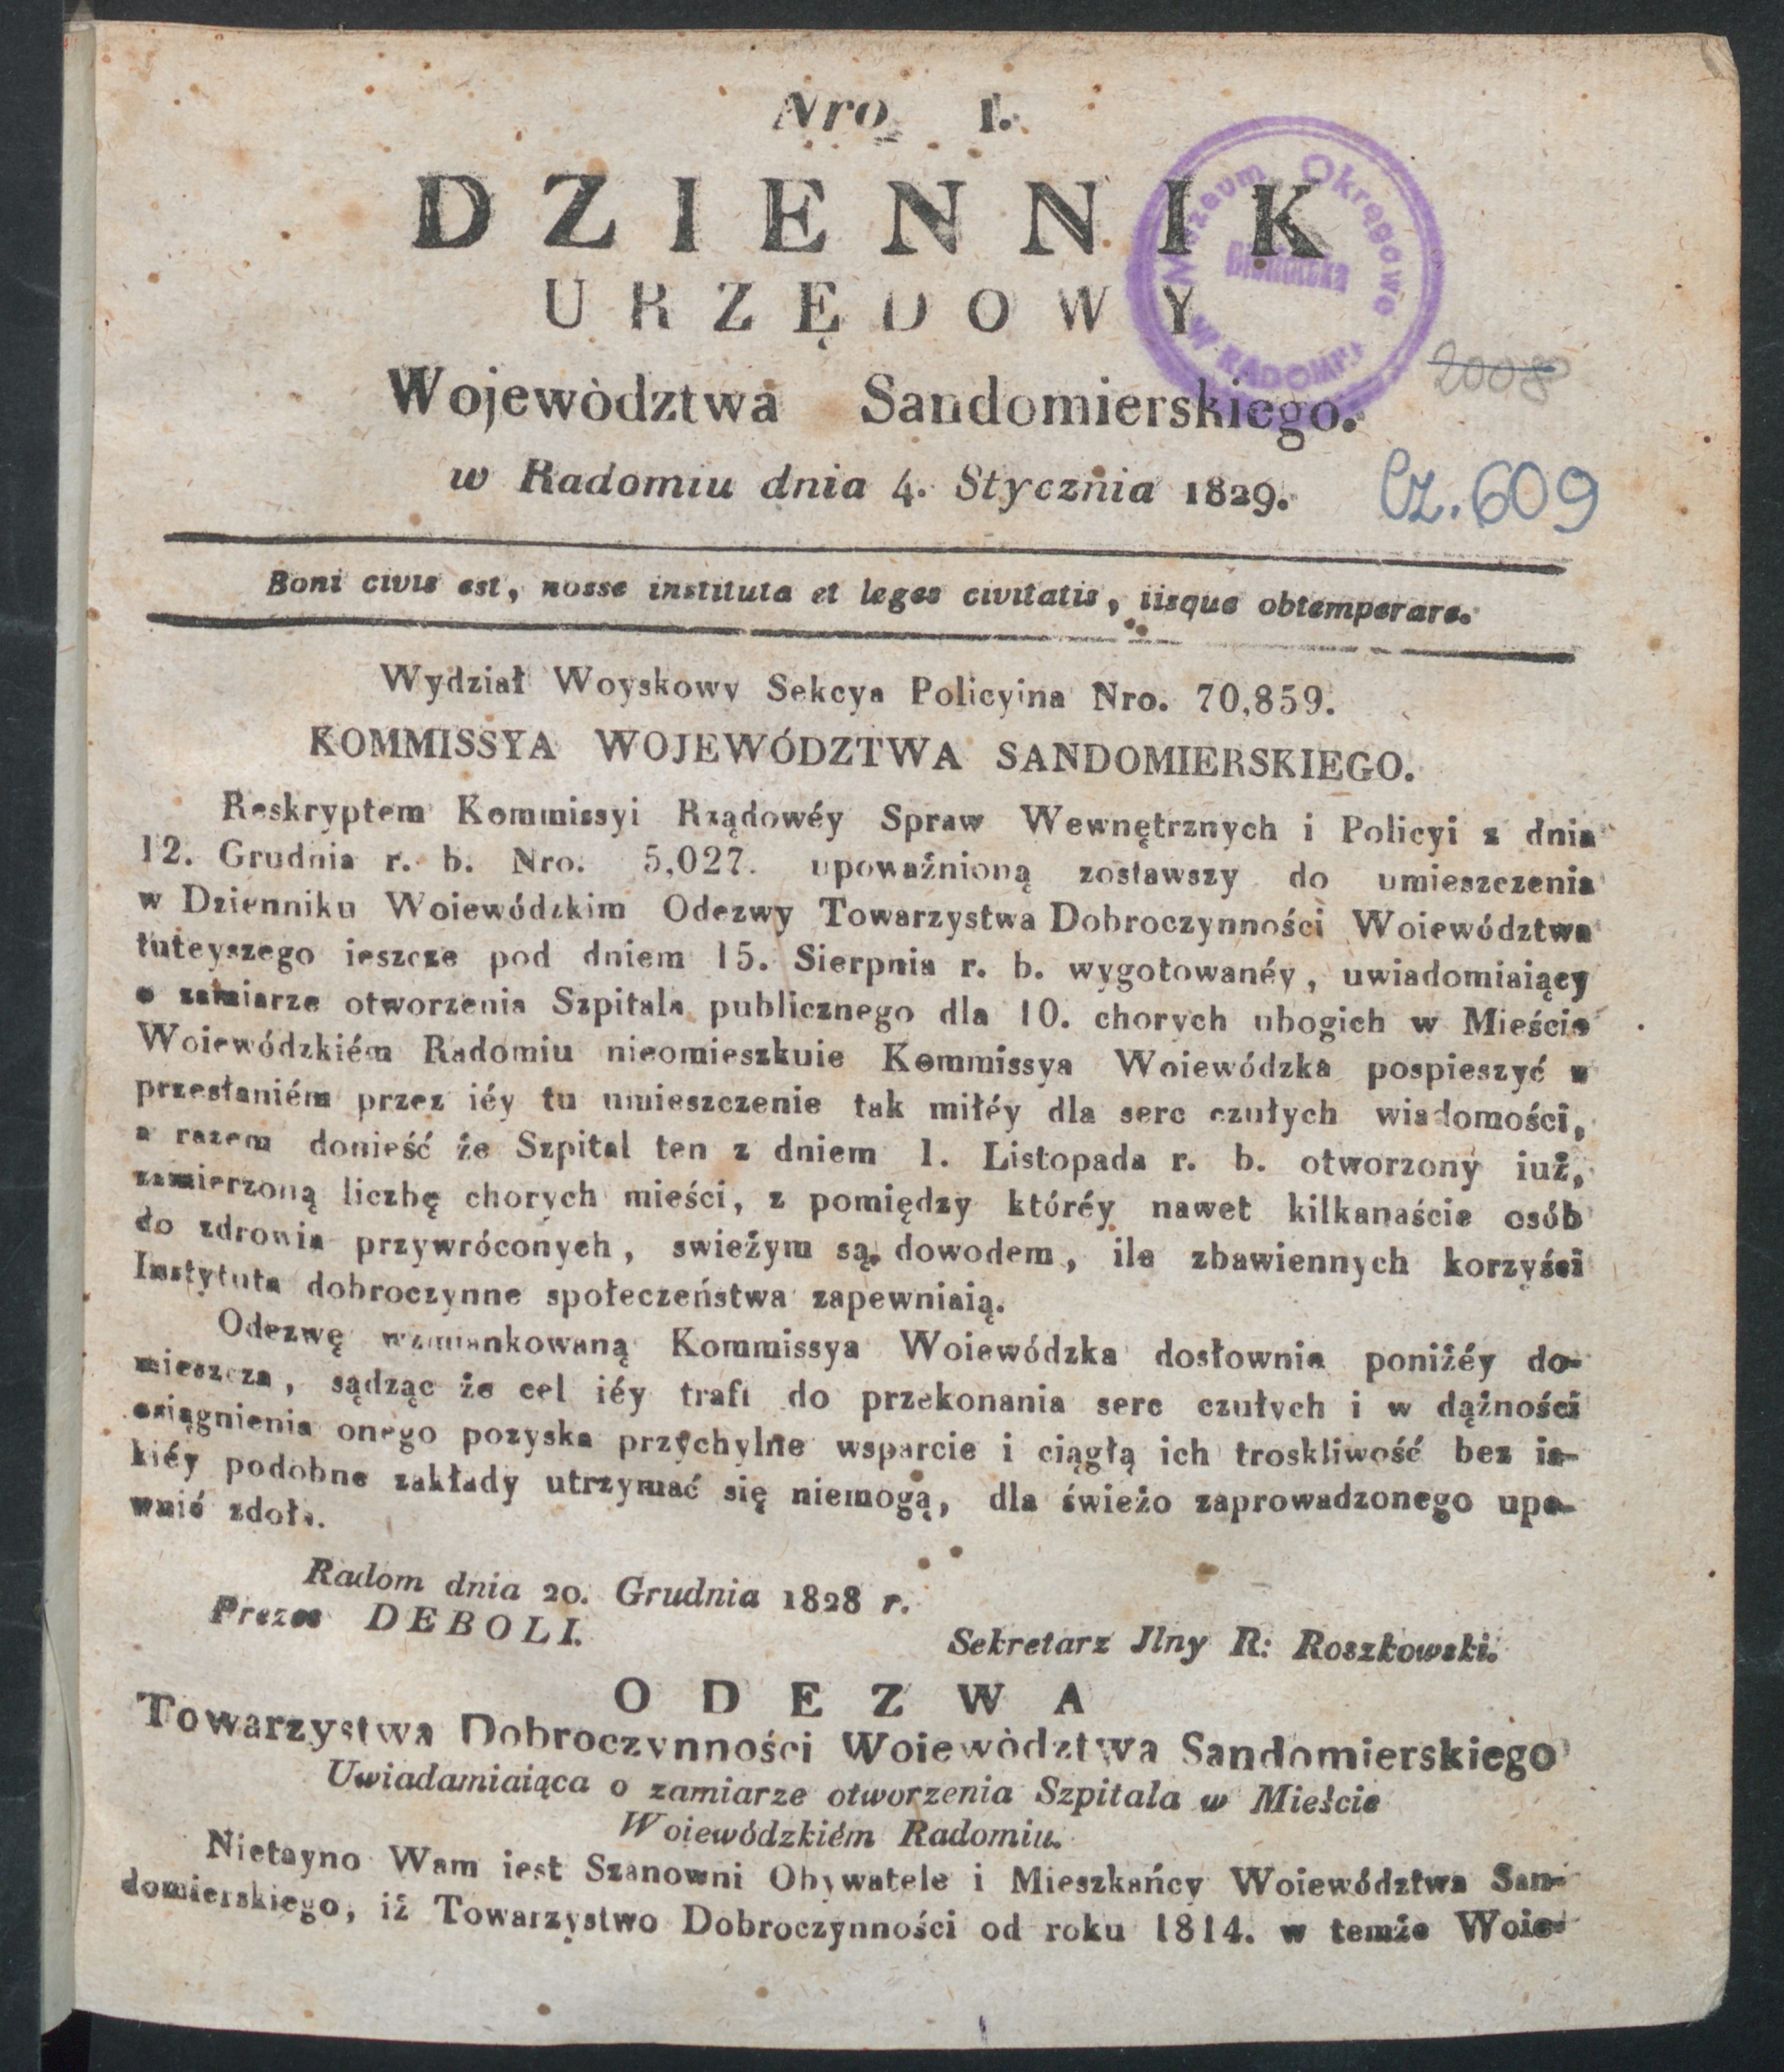 Nro 1.
DZIENNIK
URZĘDOWY
Wojewòdztwa Sandomierskiego.
w Radomiu dnia 4. Stycznia 1829.
Muzeum Okręgowe
Biblioteka
W RADOMIU
2008
Cz. 609
Boni civis est, nosse instituta et leges civitatis, iisque obtemperare.
Wydział Woyskowy Sekcya Policyina Nro. 70,859.
KOMMISSYA WOJEWÓDZTWA SANDOMIERSKIEGO.
Reskryptem Kommissyi Rządowéy Spraw Wewnętrznych i Policyi z dnia
12. Grudnia r. b. Nro. 5,027. upoważnioną zostawszy do umieszczenia
w Dzienniku Woiewódzkim Odezwy Towarzystwa Dobroczynności Woiewództwa
tuteyszego ieszcze pod dniem 15. Sierpnia r. b. wygotowanéy, uwiadomiaiący
o zamiarze otworzenia Szpitala publicznego dla 10. chorych ubogich w Mieście
Woiewódzkiém Radomiu nieomieszkuie Kommissya Woiewódzka pospieszyć z
przesłaniém przez iéy tu umieszczenie tak miłéy dla serc czułych wiadomości,
a razem donieść że Szpital ten z dniem 1. Listopada r. b. otworzony iuż,
zamierzoną liczbę chorych mieści, z pomiędzy któréy nawet kilkanaście osób
do zdrowia przywróconych, swieżym są dowodem, ile zbawiennych korzyści
Instytuta dobroczynne społeczeństwa zapewniaią.
Odezwę wzmiankowaną Kommissya Woiewódzka dosłownie poniżéy do-
mieszcza, sądząc że cel iéy trafi do przekonania serc czułych i w dążności
osiągnienia onego pozyska przychylne wsparcie i ciągłą ich troskliwość bez ia-
kiéy podobne zakłady utrzymać się niemogą, dla świeżo zaprowadzonego upe-
wnić zdoła.
Radom dnia 20. Grudnia 1828 r.
Prezes DEBOLI.
Sekretarz Jlny R: Roszkowski.
ODEZWA
Towarzystwa Dobroczynności Woiewòdztwa Sandomierskiego
Uwiadamiaiąca o zamiarze otworzenia Szpitala w Mieście
Woiewódzkiém Radomiu.
Nietayno Wam iest Szanowni Obywatele i Mieszkańcy Woiewództwa San-
domierskiego, iż Towarzystwo Dobroczynności od roku 1814. w temże Woie-